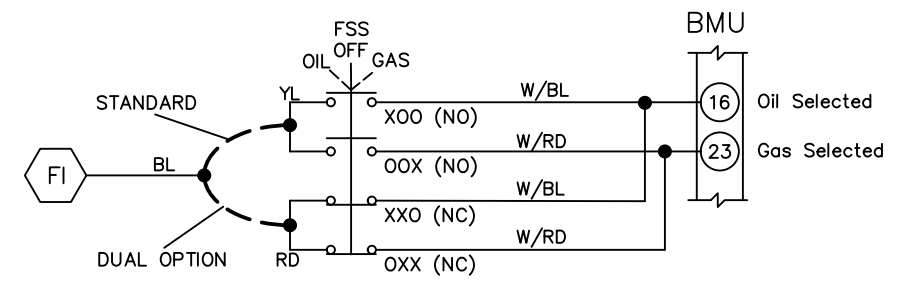 BMU
FSS
OFF
OIL
GAS
YL
W/BL
16
Oil Selected
STANDARD
XOO (NO)
W/RD
23
Gas Selected
OOX (NO)
FI
BL
W/BL
XXO (NC)
W/RD
DUAL OPTION
RD
OXX (NC)